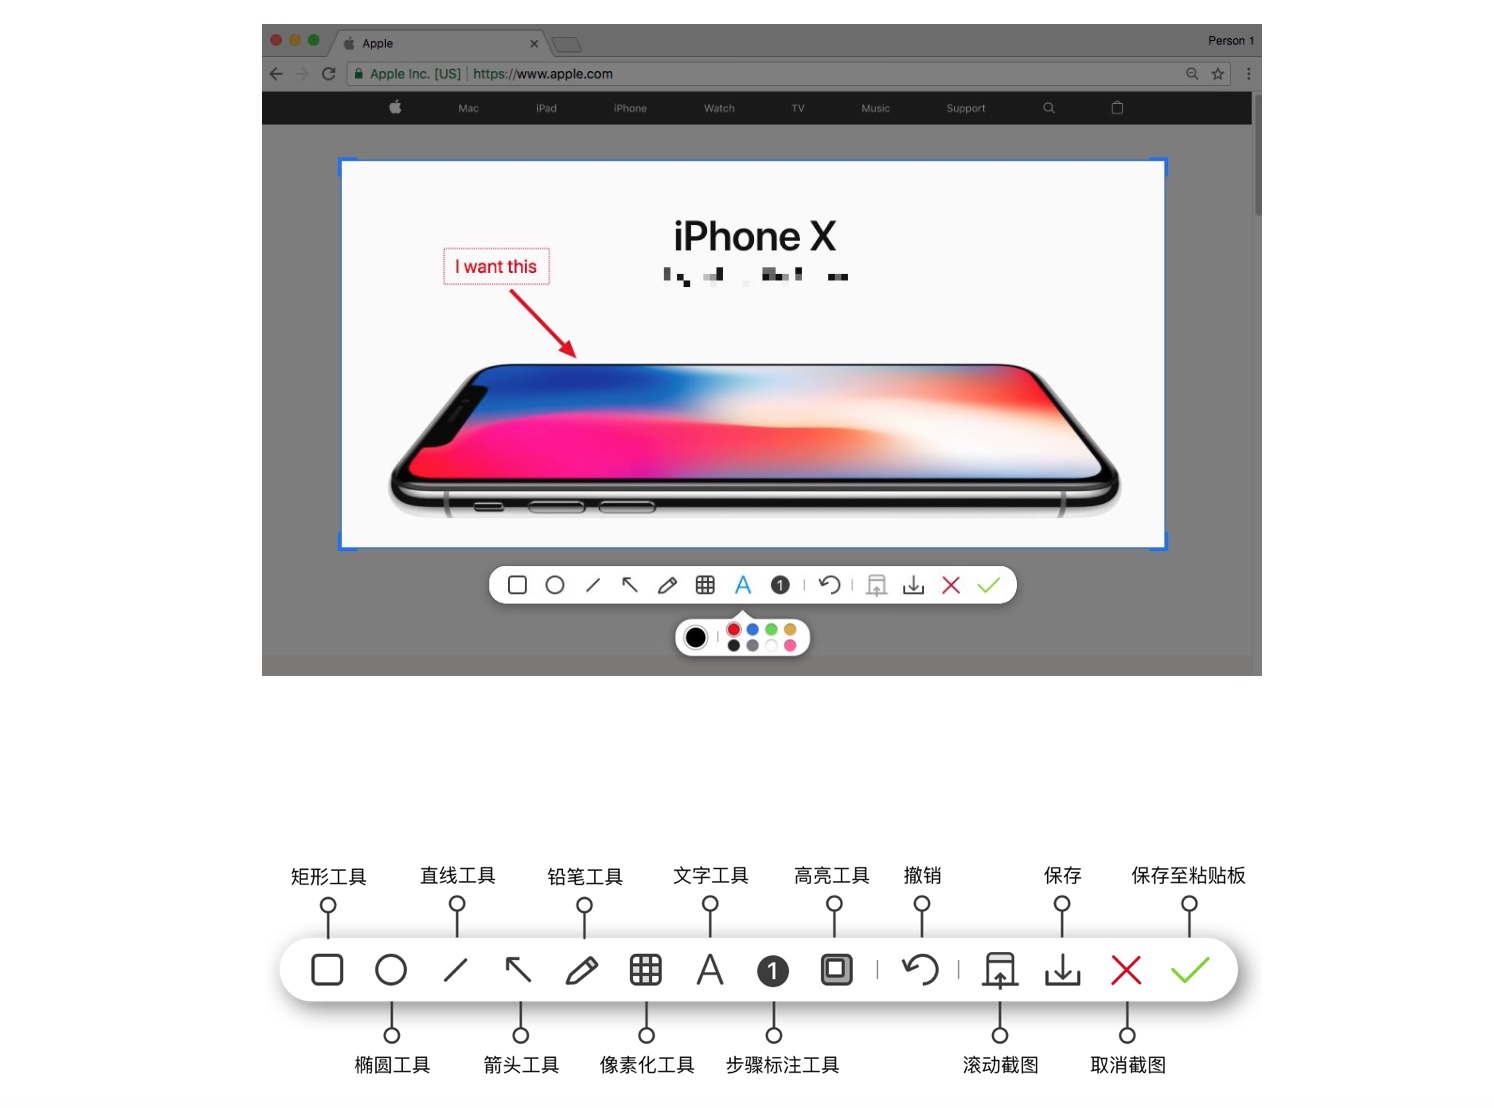 Apple
Person 1
Apple Inc. [US] | https://www.apple.com
Mac iPad iPhone Watch TV Music Support
iPhone X
I want this
A 1
矩形工具 直线工具 铅笔工具 文字工具 高亮工具 撤销 保存 保存至粘贴板
A 1
椭圆工具 箭头工具 像素化工具 步骤标注工具 滚动截图 取消截图